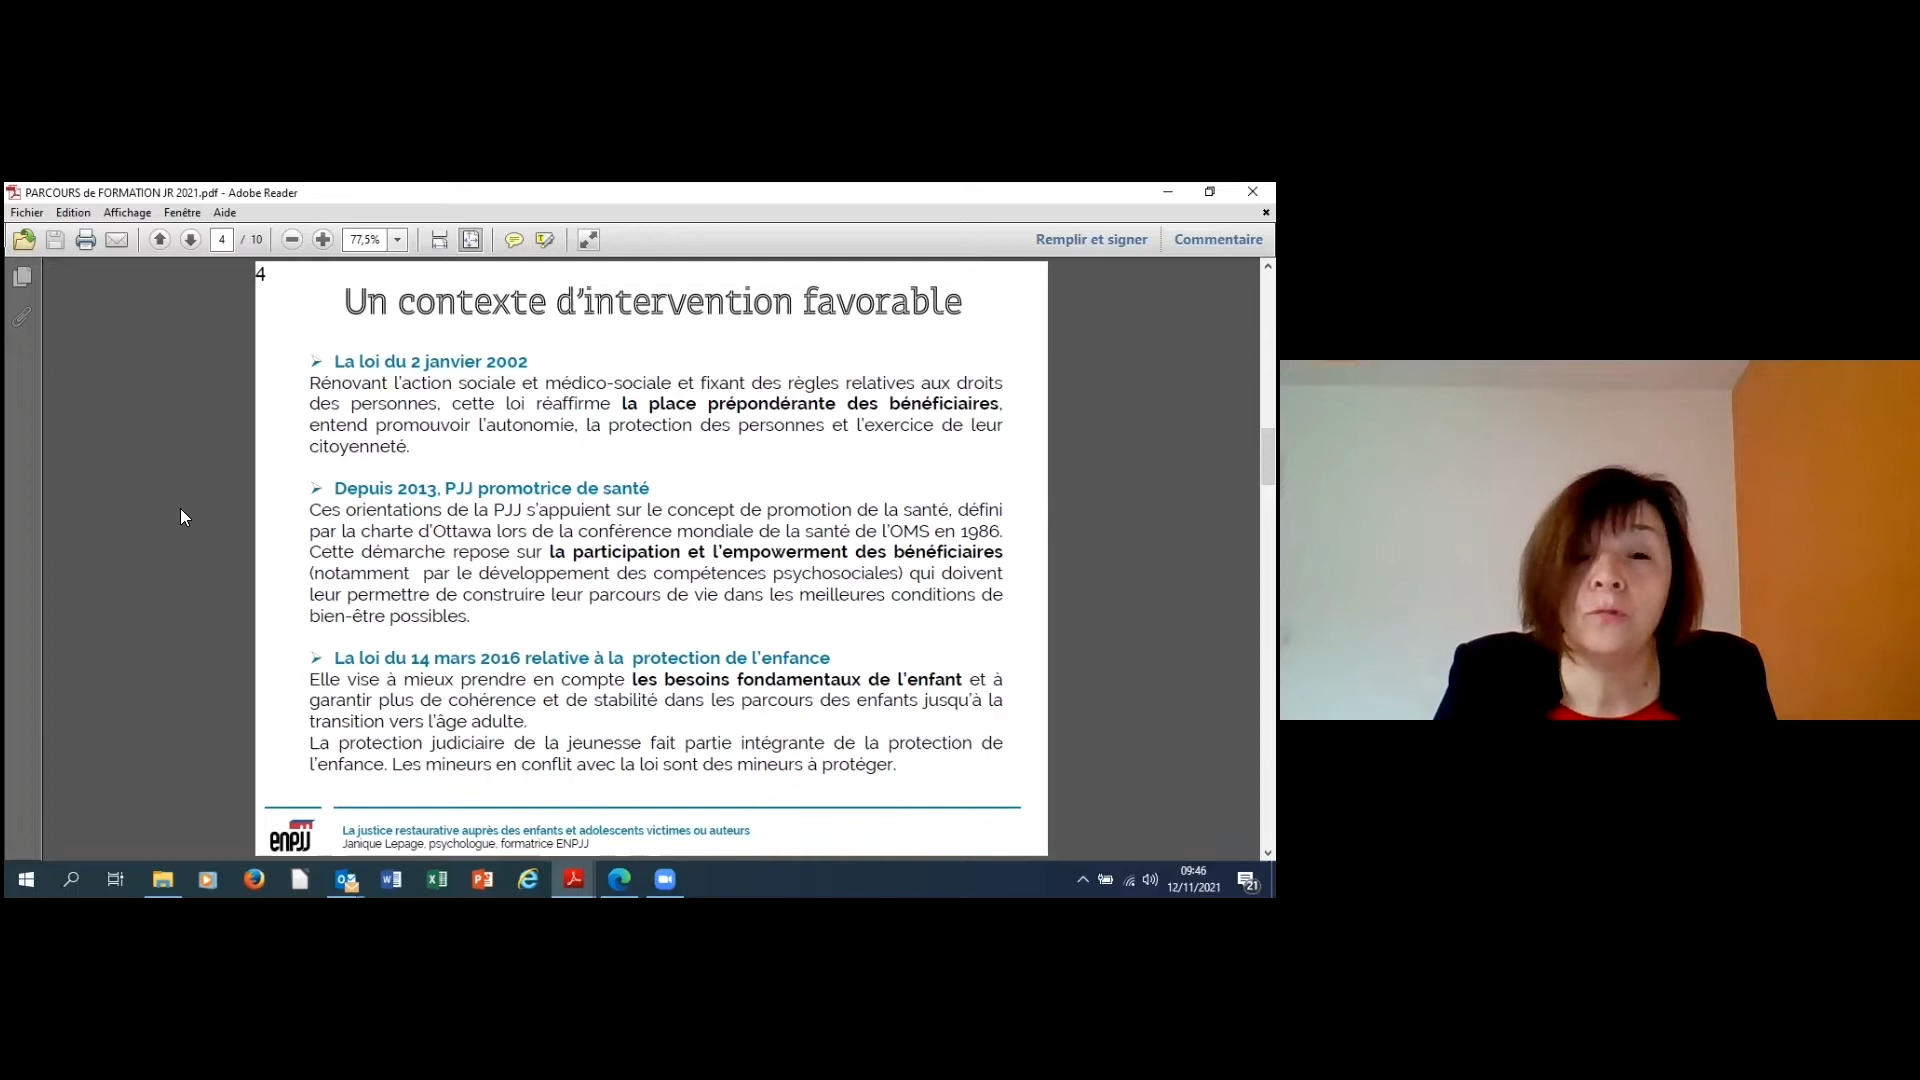 PARCOURS de FORMATION JR 2021.pdf - Adobe Reader
Fichier Edition Affichage Fenêtre Aide
4 / 10 77,5% Remplir et signer Commentaire
4
Un contexte d’intervention favorable
➢ La loi du 2 janvier 2002
Rénovant l’action sociale et médico-sociale et fixant des règles relatives aux droits
des personnes, cette loi réaffirme la place prépondérante des bénéficiaires,
entend promouvoir l’autonomie, la protection des personnes et l’exercice de leur
citoyenneté.
➢ Depuis 2013, PJJ promotrice de santé
Ces orientations de la PJJ s’appuient sur le concept de promotion de la santé, défini
par la charte d’Ottawa lors de la conférence mondiale de la santé de l’OMS en 1986.
Cette démarche repose sur la participation et l’empowerment des bénéficiaires
(notamment par le développement des compétences psychosociales) qui doivent
leur permettre de construire leur parcours de vie dans les meilleures conditions de
bien-être possibles.
➢ La loi du 14 mars 2016 relative à la protection de l’enfance
Elle vise à mieux prendre en compte les besoins fondamentaux de l’enfant et à
garantir plus de cohérence et de stabilité dans les parcours des enfants jusqu’à la
transition vers l’âge adulte.
La protection judiciaire de la jeunesse fait partie intégrante de la protection de
l’enfance. Les mineurs en conflit avec la loi sont des mineurs à protéger.
enpjj
La justice restaurative auprès des enfants et adolescents victimes ou auteurs
Janique Lepage, psychologue, formatrice ENPJJ
09:46
12/11/2021
21